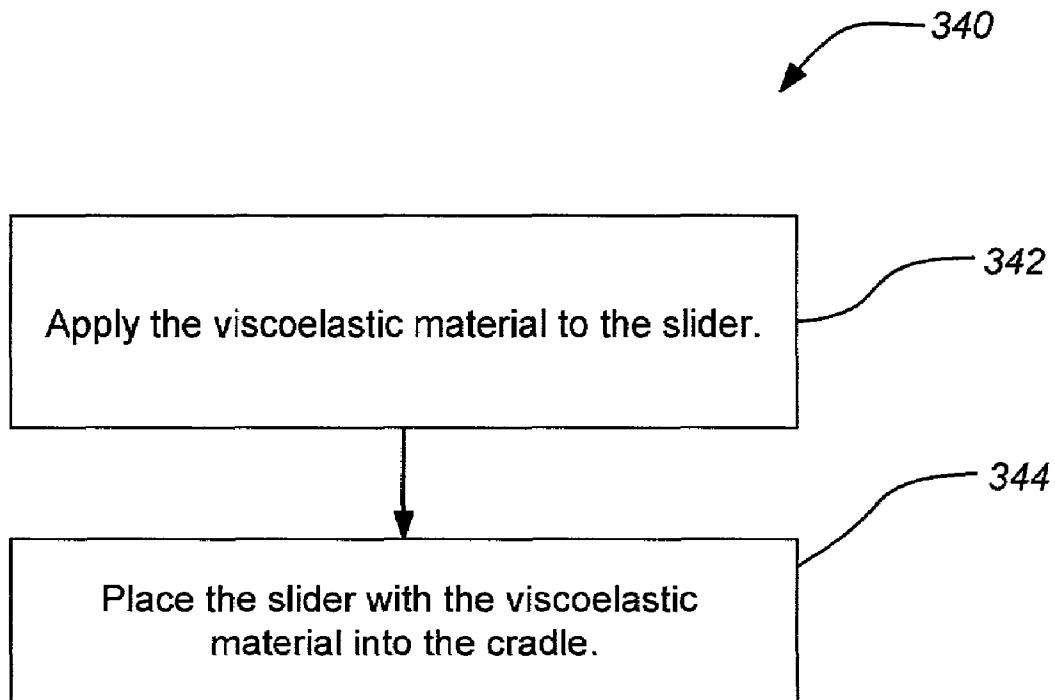 340
342
Apply the viscoelastic material to the slider.
344
Place the slider with the viscoelastic
material into the cradle.